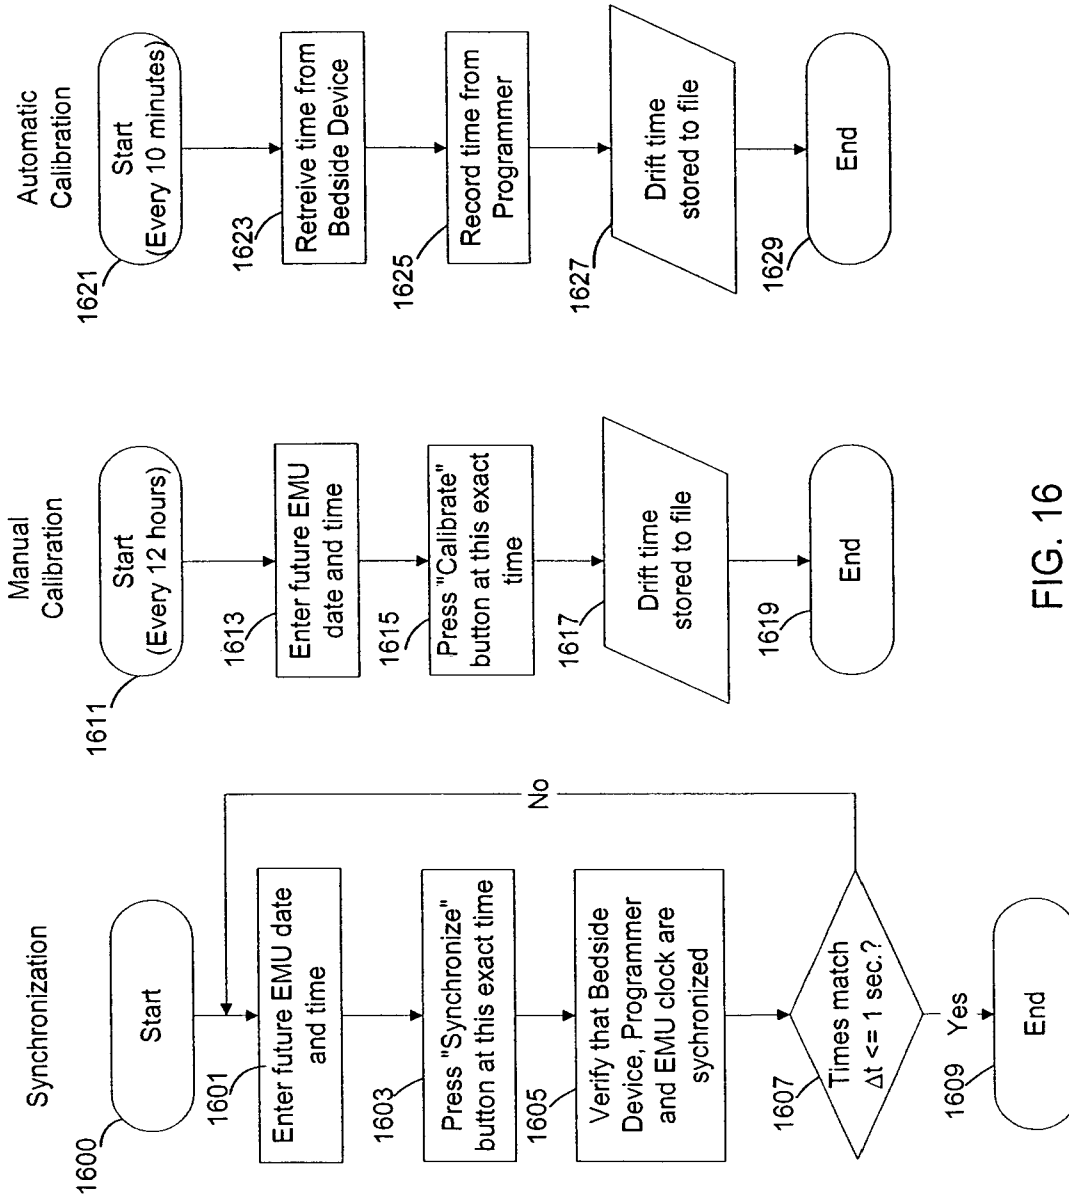 Synchronization
1600
Start
1601
Enter future EMU date
and time
1603
Press "Synchronize"
button at this exact time
1605
Verify that Bedside
Device, Programmer
and EMU clock are
sychronized
1607
Times match
Δt <= 1 sec.?
No
Yes
1609
End
Manual
Calibration
1611
Start
(Every 12 hours)
1613
Enter future EMU
date and time
1615
Press "Calibrate"
button at this exact
time
1617
Drift time
stored to file
1619
End
Automatic
Calibration
1621
Start
(Every 10 minutes)
1623
Retreive time from
Bedside Device
1625
Record time from
Programmer
1627
Drift time
stored to file
1629
End
FIG. 16